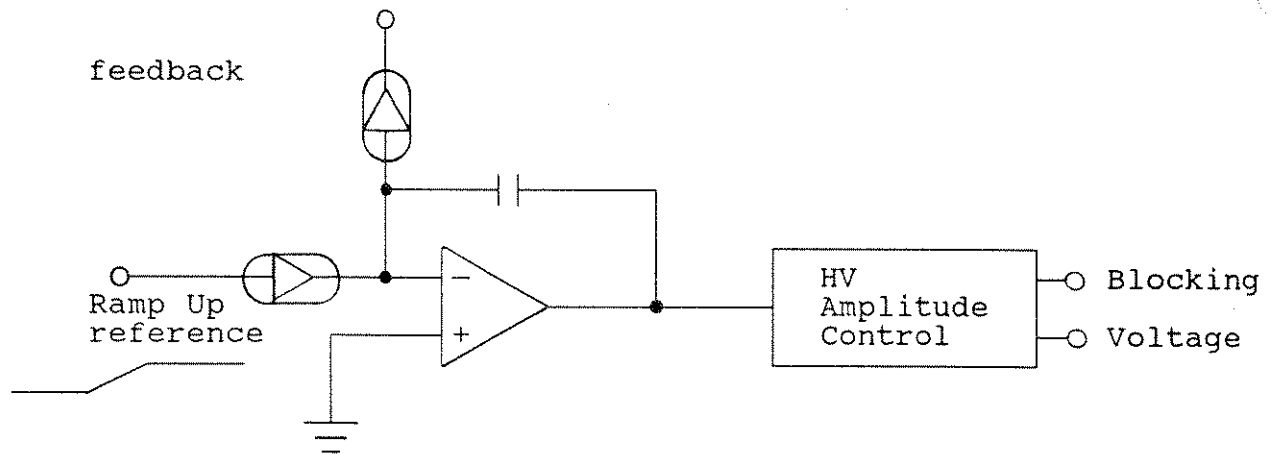 feedback
Ramp Up
reference
−
+
HV
Amplitude
Control
Blocking
Voltage